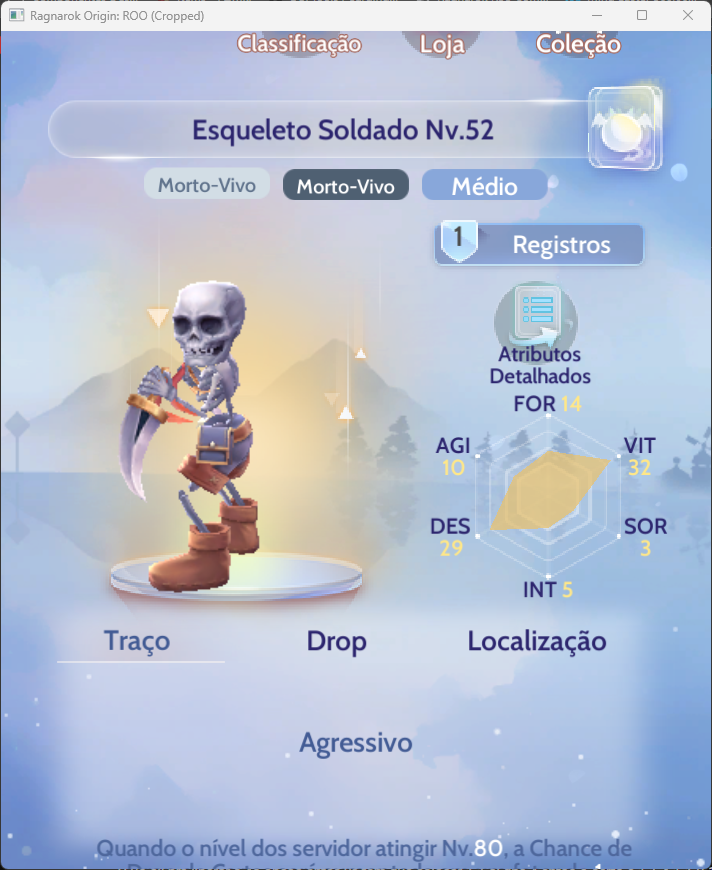 Ragnarok Origin: ROO (Cropped)
Classificação
Loja
Coleção
Esqueleto Soldado Nv.52
Morto-Vivo
Morto-Vivo
Médio
1
Registros
Atributos
Detalhados
FOR 14
AGI
10
VIT
32
DES
29
SOR
3
INT 5
Traço
Drop
Localização
Agressivo
Quando o nível dos servidor atingir Nv.80, a Chance de